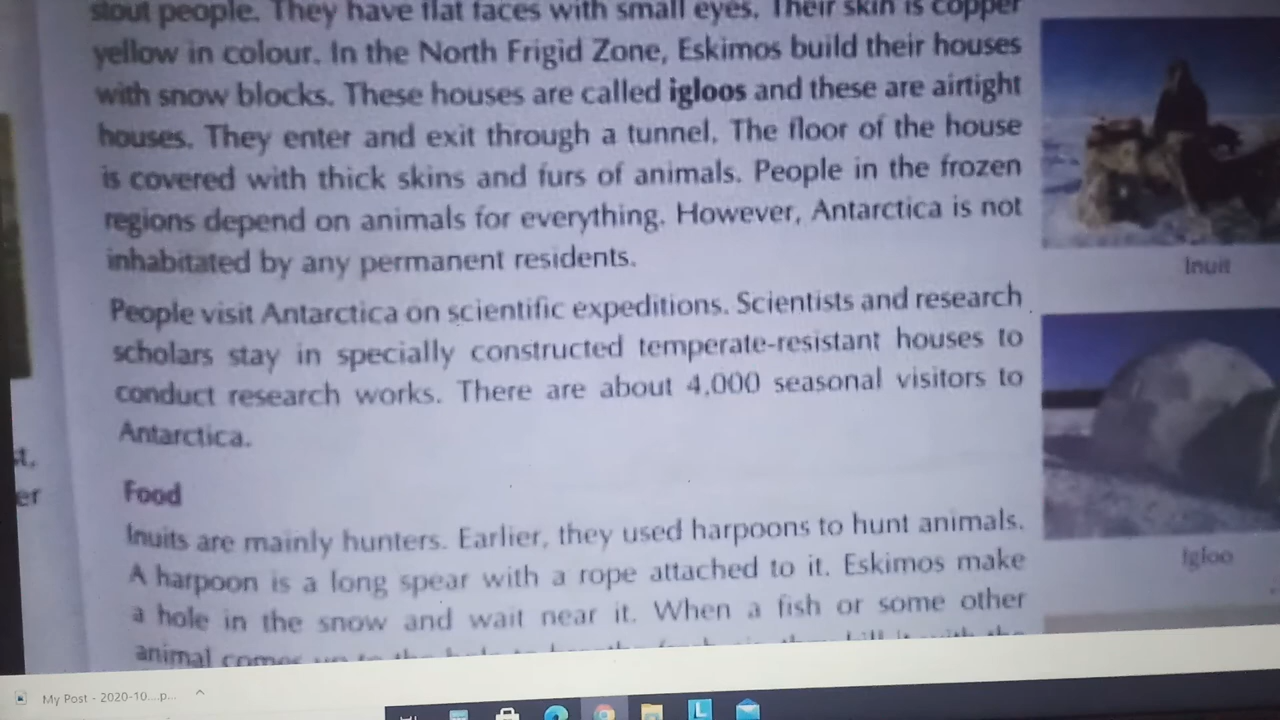 stout people. They have flat faces with small eyes. Their skin is copper
yellow in colour. In the North Frigid Zone, Eskimos build their houses
with snow blocks. These houses are called igloos and these are airtight
houses. They enter and exit through a tunnel. The floor of the house
is covered with thick skins and furs of animals. People in the frozen
regions depend on animals for everything. However, Antarctica is not
inhabitated by any permanent residents.
Inuit
People visit Antarctica on scientific expeditions. Scientists and research
scholars stay in specially constructed temperate-resistant houses to
conduct research works. There are about 4,000 seasonal visitors to
Antarctica.
st,
er
Food
Inuits are mainly hunters. Earlier, they used harpoons to hunt animals.
A harpoon is a long spear with a rope attached to it. Eskimos make
a hole in the snow and wait near it. When a fish or some other
Igloo
animal comes up to the
My Post - 2020-10....p...